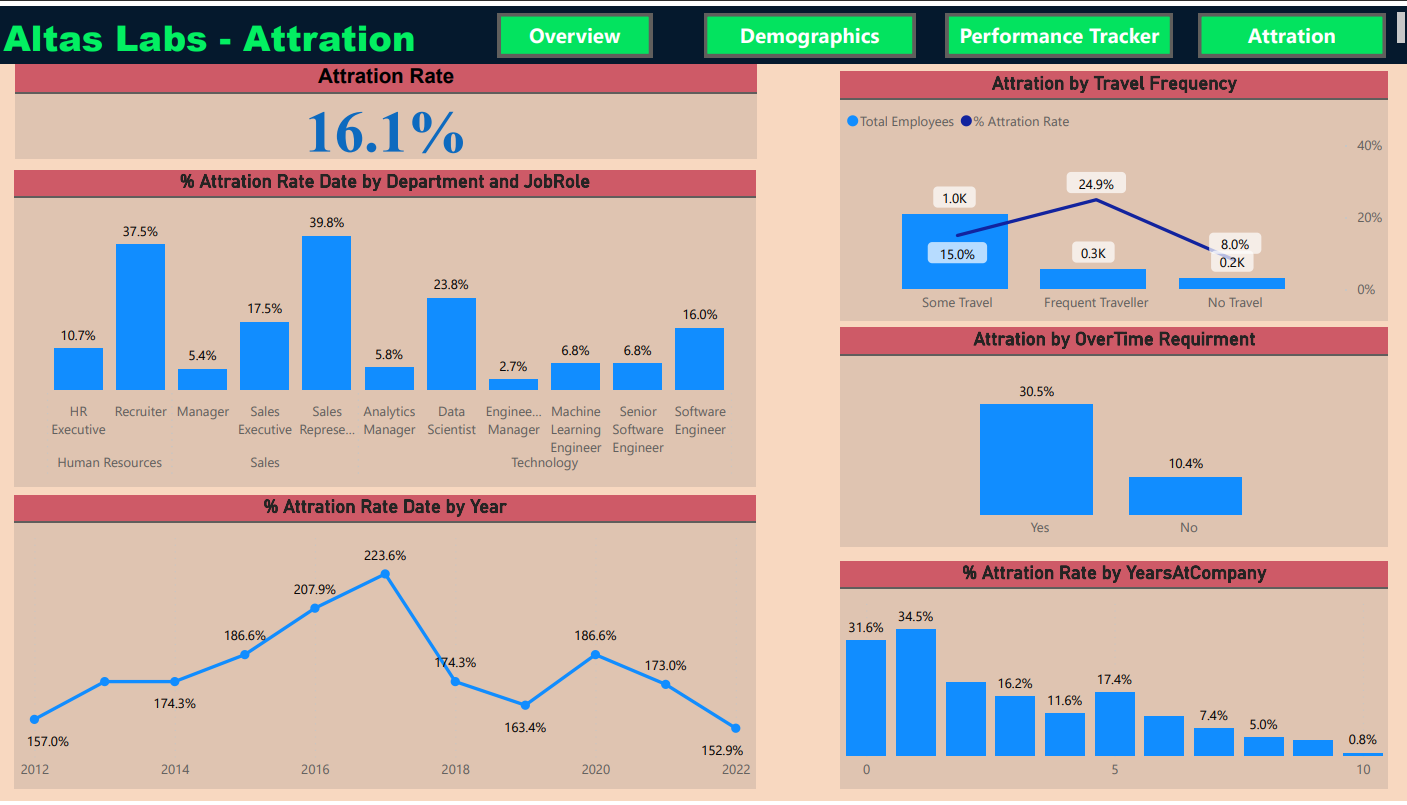 Altas Labs - Attration
Overview
Demographics
Performance Tracker
Attration
Attration Rate
16.1%
% Attration Rate Date by Department and JobRole
10.7%
37.5%
5.4%
17.5%
39.8%
5.8%
23.8%
2.7%
6.8%
6.8%
16.0%
HR
Executive
Recruiter
Manager
Sales
Executive
Sales
Represe...
Analytics
Manager
Data
Scientist
Enginee...
Manager
Machine
Learning
Engineer
Senior
Software
Engineer
Software
Engineer
Human Resources
Sales
Technology
% Attration Rate Date by Year
157.0%
174.3%
186.6%
207.9%
223.6%
174.3%
163.4%
186.6%
173.0%
152.9%
2012
2014
2016
2018
2020
2022
Attration by Travel Frequency
Total Employees
% Attration Rate
40%
20%
0%
1.0K
15.0%
24.9%
0.3K
8.0%
0.2K
Some Travel
Frequent Traveller
No Travel
Attration by OverTime Requirment
30.5%
10.4%
Yes
No
% Attration Rate by YearsAtCompany
31.6%
34.5%
16.2%
11.6%
17.4%
7.4%
5.0%
0.8%
0
5
10